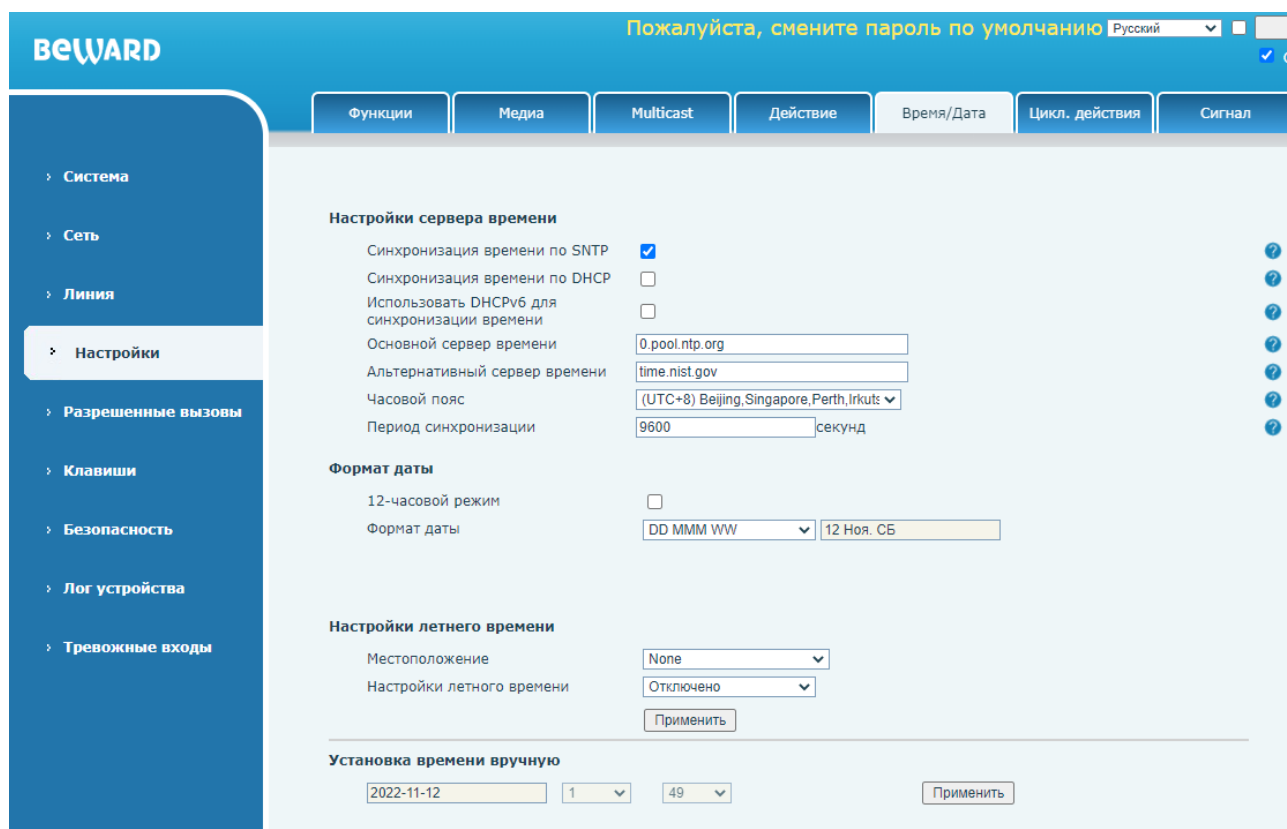 Пожалуйста, смените пароль по умолчанию Русский
BEWARD
Функции Медиа Multicast Действие Время/Дата Цикл. действия Сигнал
Система
Сеть
Линия
Настройки
Разрешенные вызовы
Клавиши
Безопасность
Лог устройства
Тревожные входы
Настройки сервера времени
Синхронизация времени по SNTP
Синхронизация времени по DHCP
Использовать DHCPv6 для
синхронизации времени
Основной сервер времени 0.pool.ntp.org
Альтернативный сервер времени time.nist.gov
Часовой пояс (UTC+8) Beijing,Singapore,Perth,Irkuts
Период синхронизации 9600 секунд
Формат даты
12-часовой режим
Формат даты DD MMM WW 12 Ноя. СБ
Настройки летнего времени
Местоположение None
Настройки летного времени Отключено
Применить
Установка времени вручную
2022-11-12 1 49 Применить